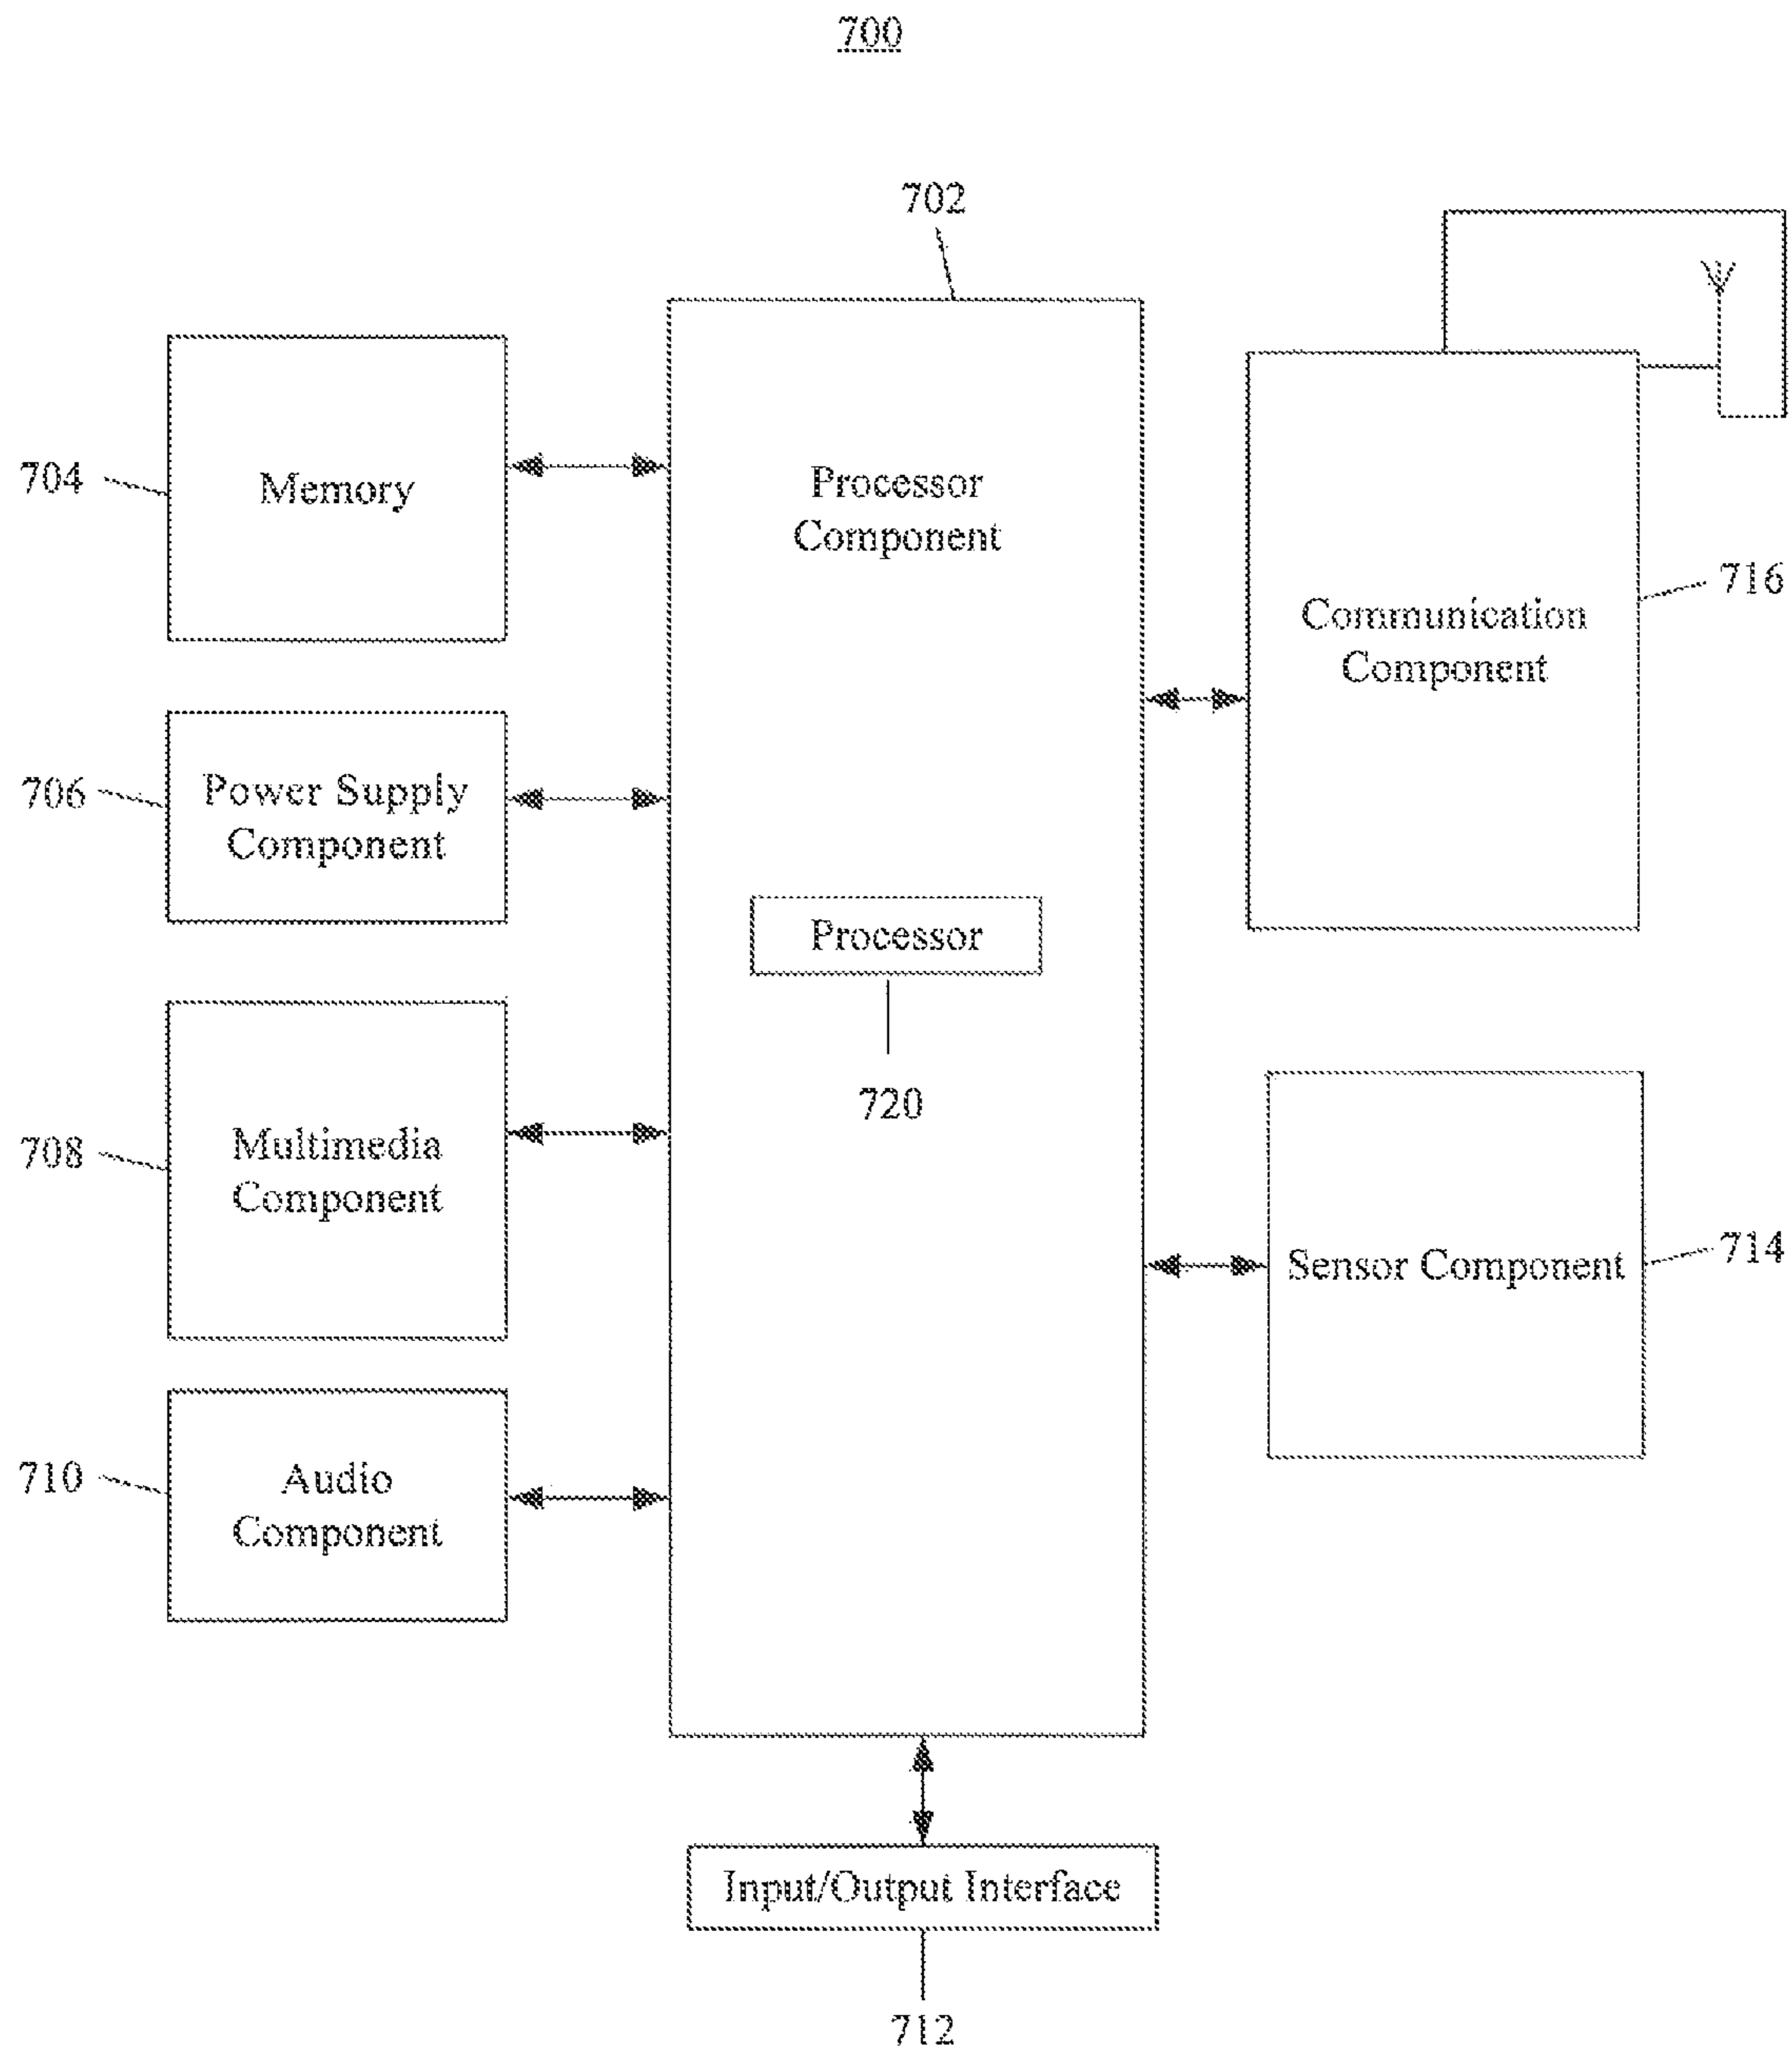 700
702
704
Memory
Processor
Component
Communication
Component
716
706
Power Supply
Component
Processor
720
708
Multimedia
Component
Sensor Component
714
710
Audio
Component
Input/Output Interface
712